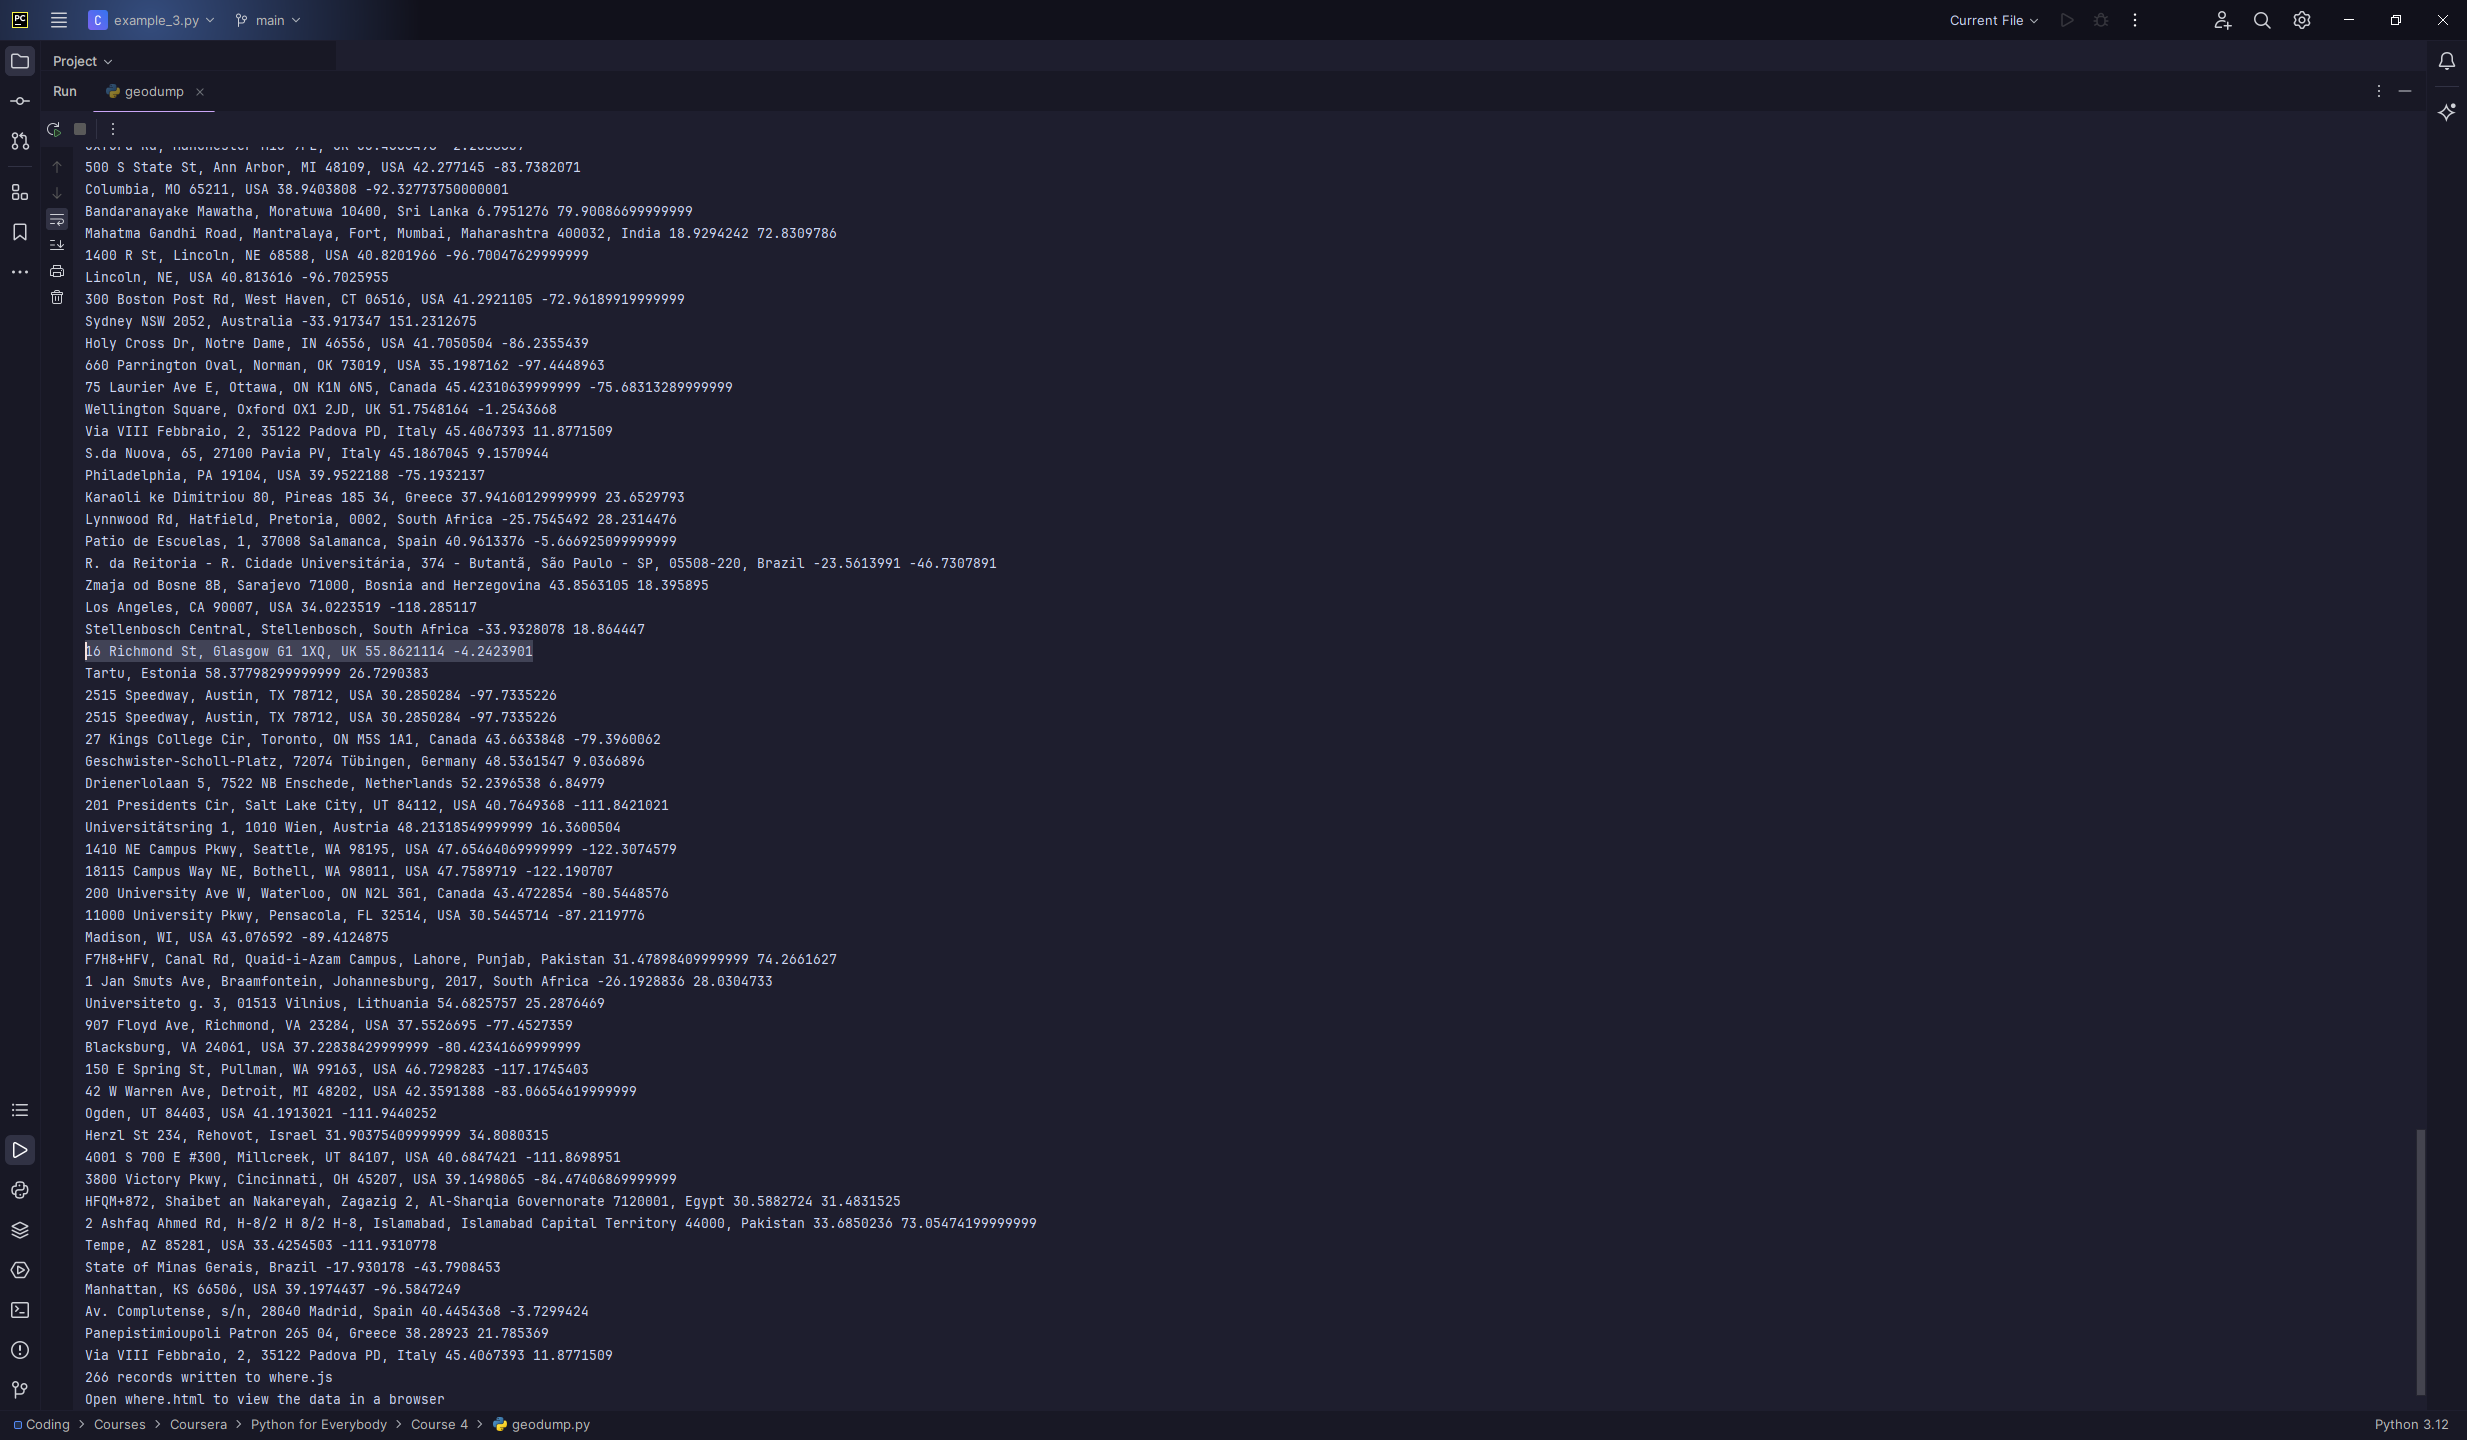 PC
C example_3.py main Current File
Project
Run geodump
500 S State St, Ann Arbor, MI 48109, USA 42.277145 -83.7382071
Columbia, MO 65211, USA 38.9403808 -92.32773750000001
Bandaranayake Mawatha, Moratuwa 10400, Sri Lanka 6.7951276 79.90086699999999
Mahatma Gandhi Road, Mantralaya, Fort, Mumbai, Maharashtra 400032, India 18.9294242 72.8309786
1400 R St, Lincoln, NE 68588, USA 40.8201966 -96.70047629999999
Lincoln, NE, USA 40.813616 -96.7025955
300 Boston Post Rd, West Haven, CT 06516, USA 41.2921105 -72.96189919999999
Sydney NSW 2052, Australia -33.917347 151.2312675
Holy Cross Dr, Notre Dame, IN 46556, USA 41.7050504 -86.2355439
660 Parrington Oval, Norman, OK 73019, USA 35.1987162 -97.4448963
75 Laurier Ave E, Ottawa, ON K1N 6N5, Canada 45.42310639999999 -75.68313289999999
Wellington Square, Oxford OX1 2JD, UK 51.7548164 -1.2543668
Via VIII Febbraio, 2, 35122 Padova PD, Italy 45.4067393 11.8771509
S.da Nuova, 65, 27100 Pavia PV, Italy 45.1867045 9.1570944
Philadelphia, PA 19104, USA 39.9522188 -75.1932137
Karaoli ke Dimitriou 80, Pireas 185 34, Greece 37.94160129999999 23.6529793
Lynnwood Rd, Hatfield, Pretoria, 0002, South Africa -25.7545492 28.2314476
Patio de Escuelas, 1, 37008 Salamanca, Spain 40.9613376 -5.666925099999999
R. da Reitoria - R. Cidade Universitária, 374 - Butantã, São Paulo - SP, 05508-220, Brazil -23.5613991 -46.7307891
Zmaja od Bosne 8B, Sarajevo 71000, Bosnia and Herzegovina 43.8563105 18.395895
Los Angeles, CA 90007, USA 34.0223519 -118.285117
Stellenbosch Central, Stellenbosch, South Africa -33.9328078 18.864447
16 Richmond St, Glasgow G1 1XQ, UK 55.8621114 -4.2423901
Tartu, Estonia 58.37798299999999 26.7290383
2515 Speedway, Austin, TX 78712, USA 30.2850284 -97.7335226
2515 Speedway, Austin, TX 78712, USA 30.2850284 -97.7335226
27 Kings College Cir, Toronto, ON M5S 1A1, Canada 43.6633848 -79.3960062
Geschwister-Scholl-Platz, 72074 Tübingen, Germany 48.5361547 9.0366896
Drienerlolaan 5, 7522 NB Enschede, Netherlands 52.2396538 6.84979
201 Presidents Cir, Salt Lake City, UT 84112, USA 40.7649368 -111.8421021
Universitätsring 1, 1010 Wien, Austria 48.21318549999999 16.3600504
1410 NE Campus Pkwy, Seattle, WA 98195, USA 47.65464069999999 -122.3074579
18115 Campus Way NE, Bothell, WA 98011, USA 47.7589719 -122.190707
200 University Ave W, Waterloo, ON N2L 3G1, Canada 43.4722854 -80.5448576
11000 University Pkwy, Pensacola, FL 32514, USA 30.5445714 -87.2119776
Madison, WI, USA 43.076592 -89.4124875
F7H8+HFV, Canal Rd, Quaid-i-Azam Campus, Lahore, Punjab, Pakistan 31.47898409999999 74.2661627
1 Jan Smuts Ave, Braamfontein, Johannesburg, 2017, South Africa -26.1928836 28.0304733
Universiteto g. 3, 01513 Vilnius, Lithuania 54.6825757 25.2876469
907 Floyd Ave, Richmond, VA 23284, USA 37.5526695 -77.4527359
Blacksburg, VA 24061, USA 37.22838429999999 -80.42341669999999
150 E Spring St, Pullman, WA 99163, USA 46.7298283 -117.1745403
42 W Warren Ave, Detroit, MI 48202, USA 42.3591388 -83.06654619999999
Ogden, UT 84403, USA 41.1913021 -111.9440252
Herzl St 234, Rehovot, Israel 31.90375409999999 34.8080315
4001 S 700 E #300, Millcreek, UT 84107, USA 40.6847421 -111.8698951
3800 Victory Pkwy, Cincinnati, OH 45207, USA 39.1498065 -84.47406869999999
HFQM+872, Shaibet an Nakareyah, Zagazig 2, Al-Sharqia Governorate 7120001, Egypt 30.5882724 31.4831525
2 Ashfaq Ahmed Rd, H-8/2 H 8/2 H-8, Islamabad, Islamabad Capital Territory 44000, Pakistan 33.6850236 73.05474199999999
Tempe, AZ 85281, USA 33.4254503 -111.9310778
State of Minas Gerais, Brazil -17.930178 -43.7908453
Manhattan, KS 66506, USA 39.1974437 -96.5847249
Av. Complutense, s/n, 28040 Madrid, Spain 40.4454368 -3.7299424
Panepistimioupoli Patron 265 04, Greece 38.28923 21.785369
Via VIII Febbraio, 2, 35122 Padova PD, Italy 45.4067393 11.8771509
266 records written to where.js
Open where.html to view the data in a browser
Coding > Courses > Coursera > Python for Everybody > Course 4 > geodump.py Python 3.12